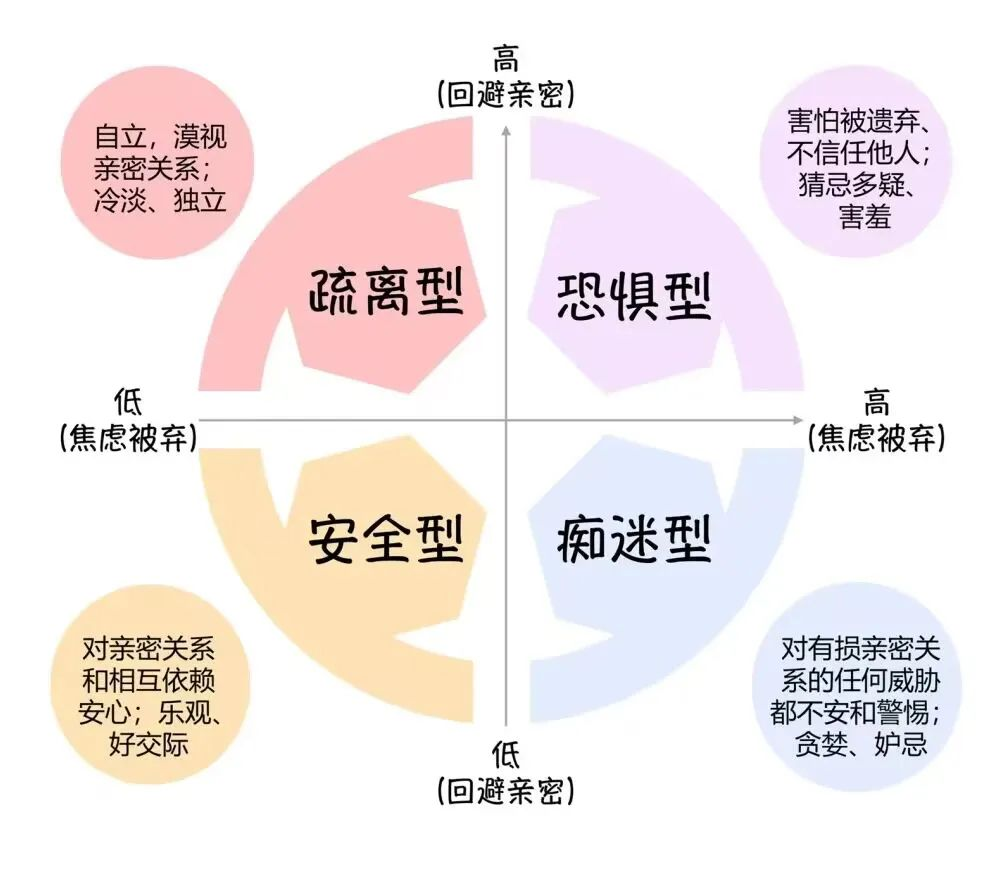 高
(回避亲密)
自立，漠视
亲密关系；
冷淡、独立
害怕被遗弃、
不信任他人；
猜忌多疑、
害羞
疏离型
恐惧型
低
(焦虑被弃)
高
(焦虑被弃)
安全型
痴迷型
对亲密关系
和相互依赖
安心；乐观、
好交际
对有损亲密关
系的任何威胁
都不安和警惕；
贪婪、妒忌
低
(回避亲密)